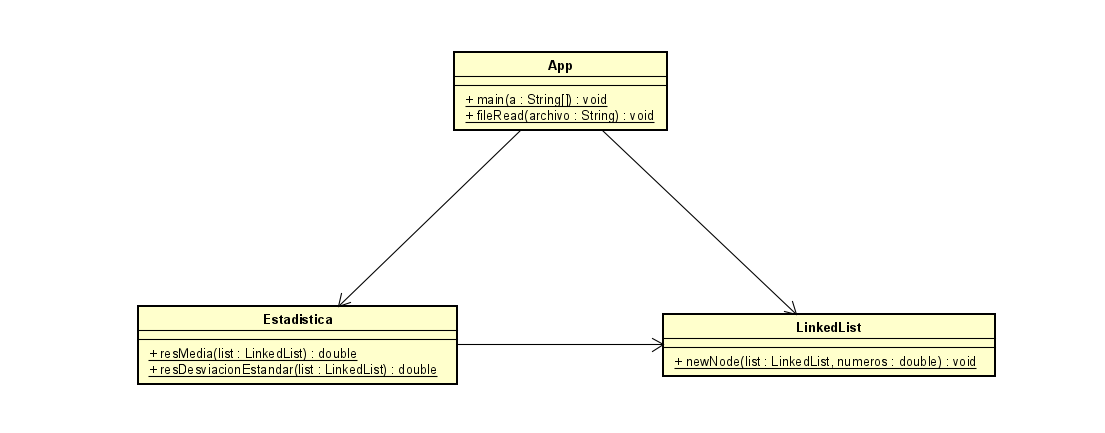 App
+ main(a : String[]) : void
+ fileRead(archivo : String) : void
Estadistica
+ resMedia(list : LinkedList) : double
+ resDesviacionEstandar(list : LinkedList) : double
LinkedList
+ newNode(list : LinkedList, numeros : double) : void